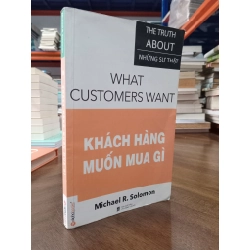 THE TRUTH
ABOUT
NHỮNG SỰ THẬT
WHAT
CUSTOMERS WANT
KHÁCH HÀNG
MUỐN MUA GÌ
Michael R. Solomon